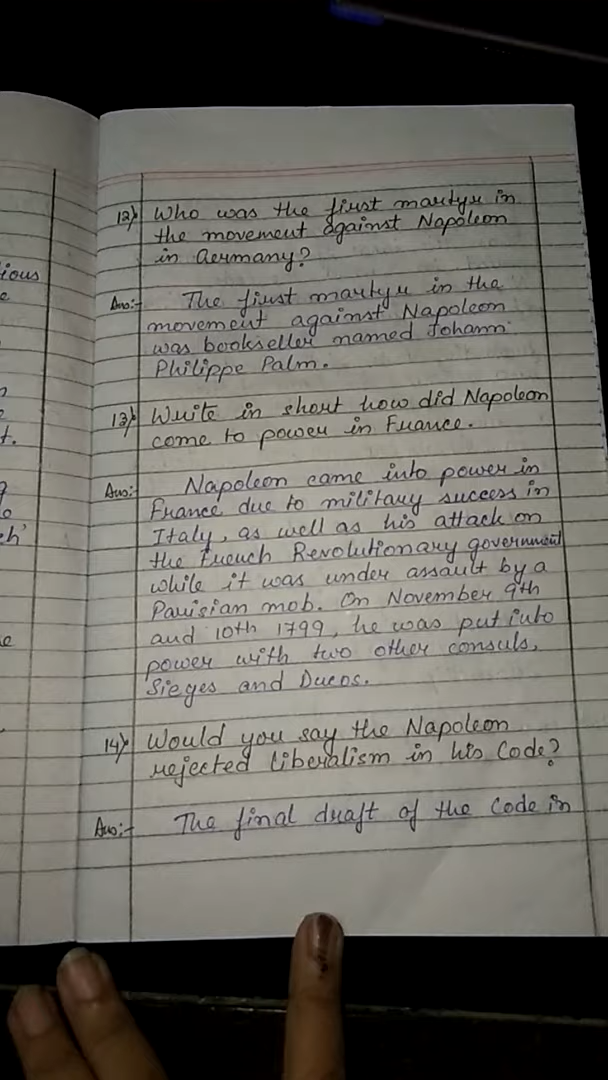 ious
e
n
t.
g
lo
ch'
e
12) Who was the first martyr in
the movement against Napoleon
in Germany?
Ans:- The first martyr in the
movement against Napoleon
was bookseller named Johann
Philippe Palm.
13) Write in short how did Napoleon
come to power in France.
Ans:- Napoleon came into power in
France due to military success in
Italy, as well as his attack on
the French Revolutionary government
while it was under assault by a
Parisian mob. On November 9th
and 10th 1799, he was put into
power with two other consuls,
Sieges and Ducos.
14) Would you say the Napoleon
rejected Liberalism in his Code?
Ans:- The final draft of the Code in